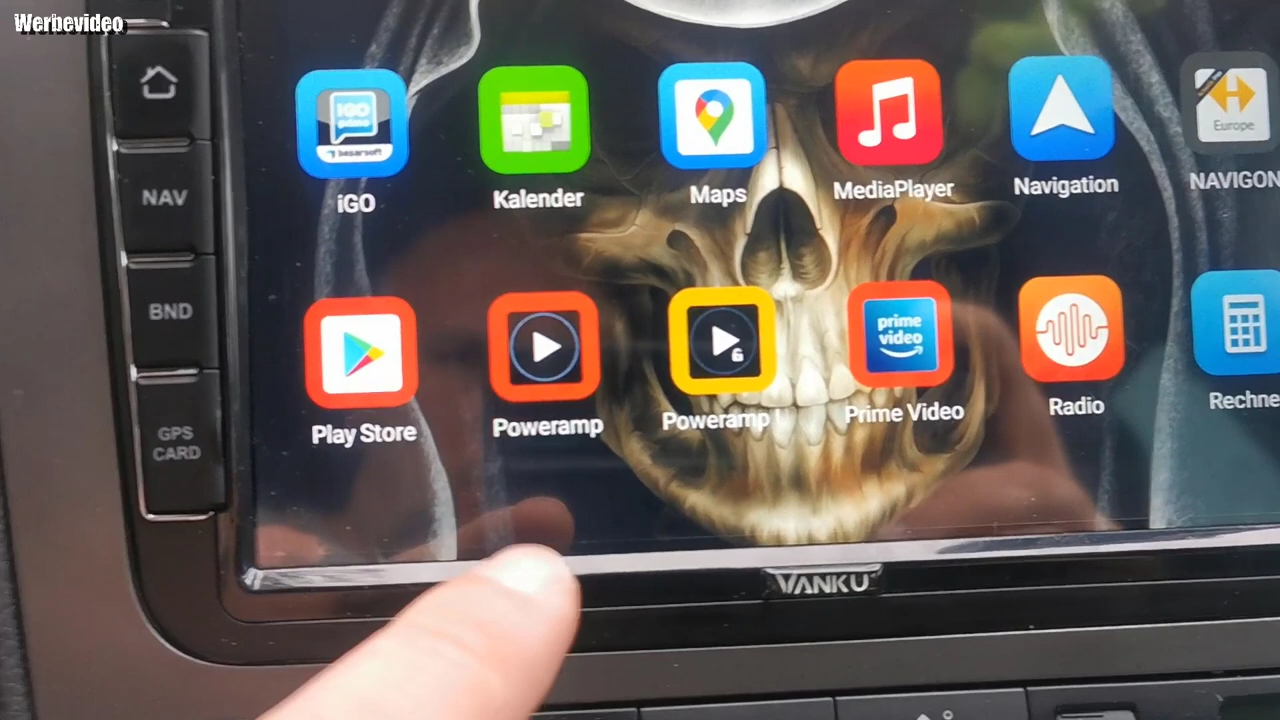 Werbevideo
iGO primo
besarsoft
iGO
Kalender
Maps
MediaPlayer
Navigation
Europe
NAVIGON
NAV
BND
GPS
CARD
Play Store
Poweramp
G
Poweramp
prime video
Prime Video
Radio
Rechne
VANKU